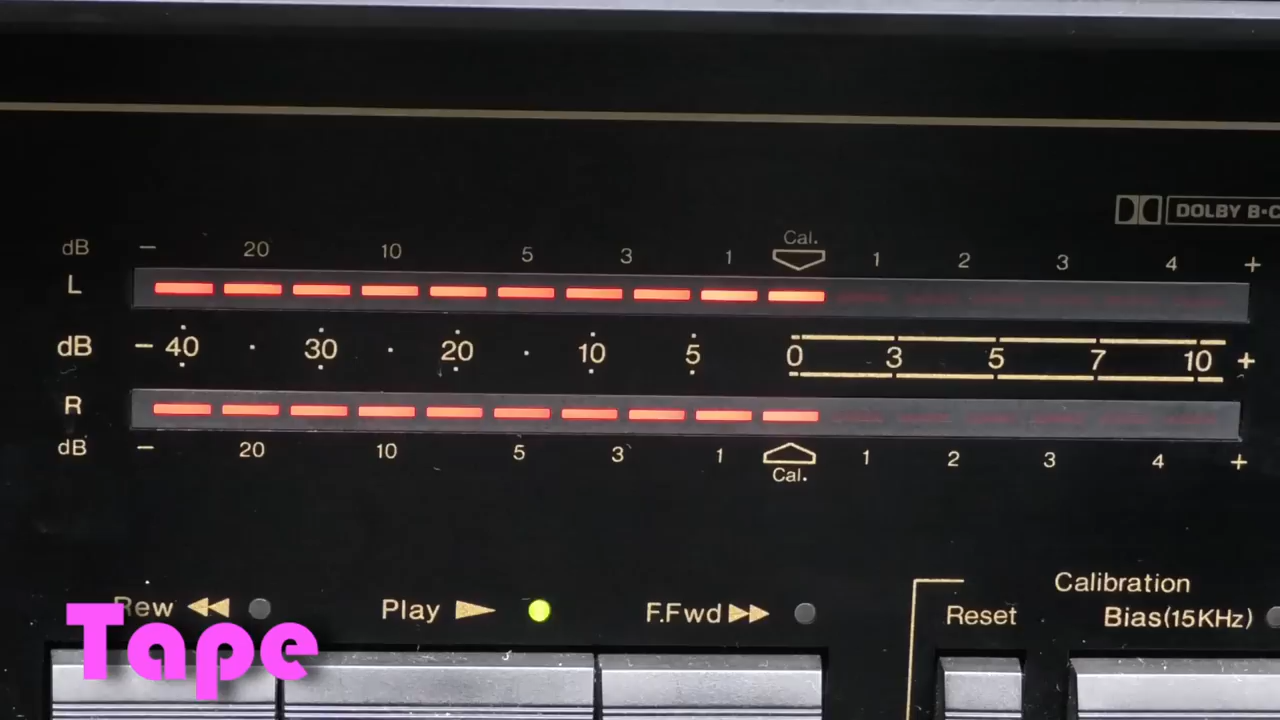 DOLBY B·C
dB – 20 10 5 3 1 Cal. 1 2 3 4 +
L
dB – 40 · 30 · 20 · 10 5 0 3 5 7 10 +
R
dB – 20 10 5 3 1 Cal. 1 2 3 4 +
Calibration
Rew Play F.Fwd Reset Bias(15KHz)
Tape